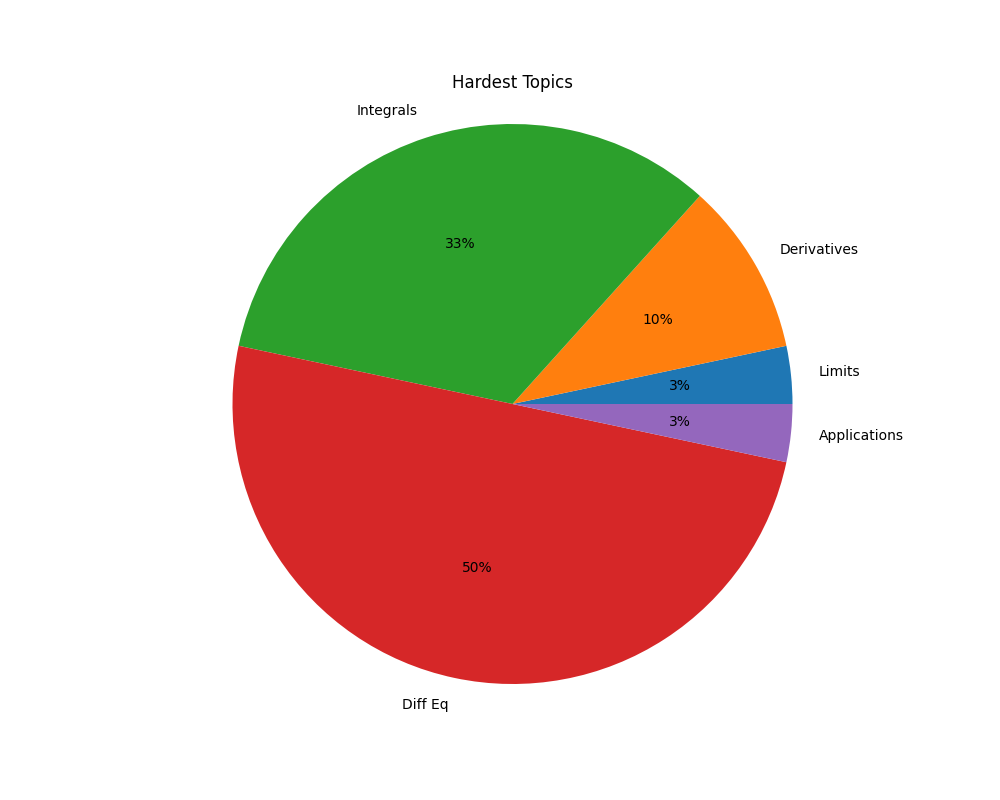 Hardest Topics
Integrals
33%
Derivatives
10%
Limits
3%
3%
Applications
50%
Diff Eq